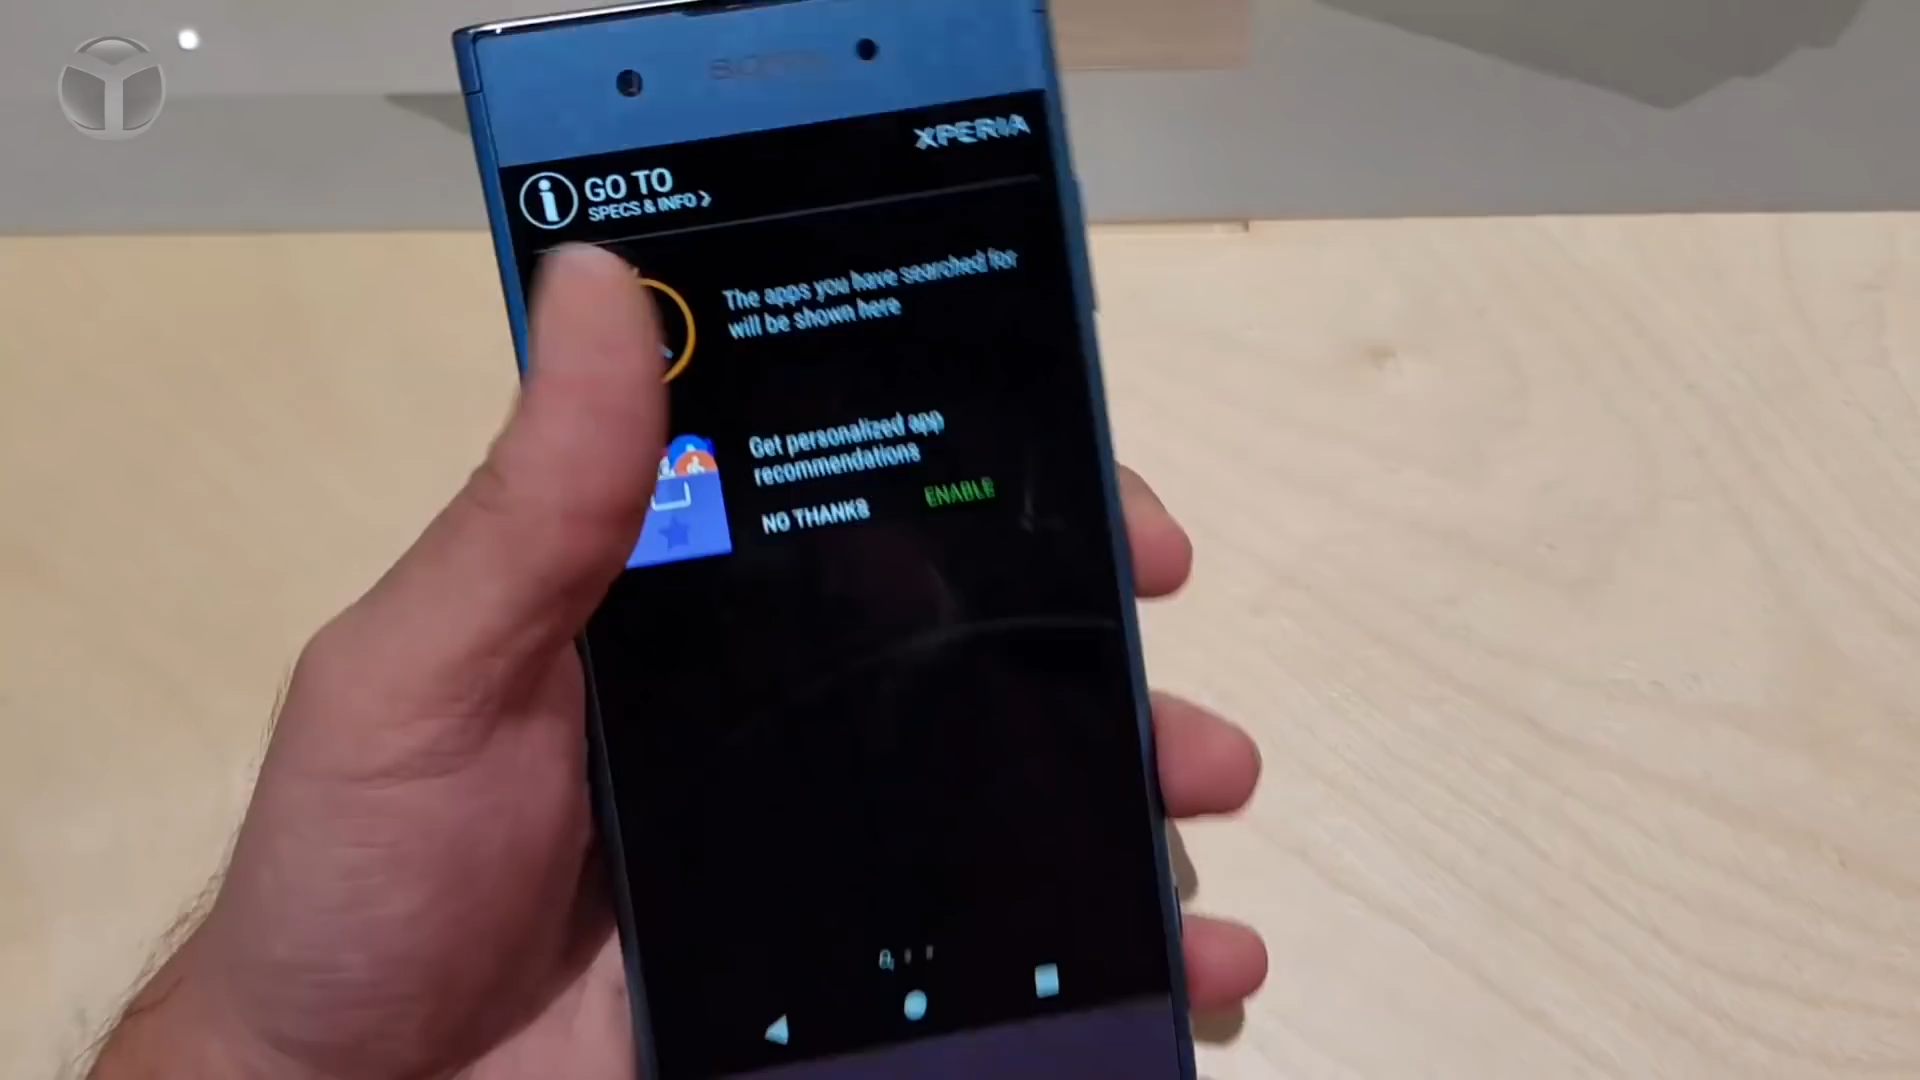 SONY
XPERIA
GO TO
SPECS & INFO >
The apps you have searched for
will be shown here
Get personalized app
recommendations
NO THANKS
ENABLE